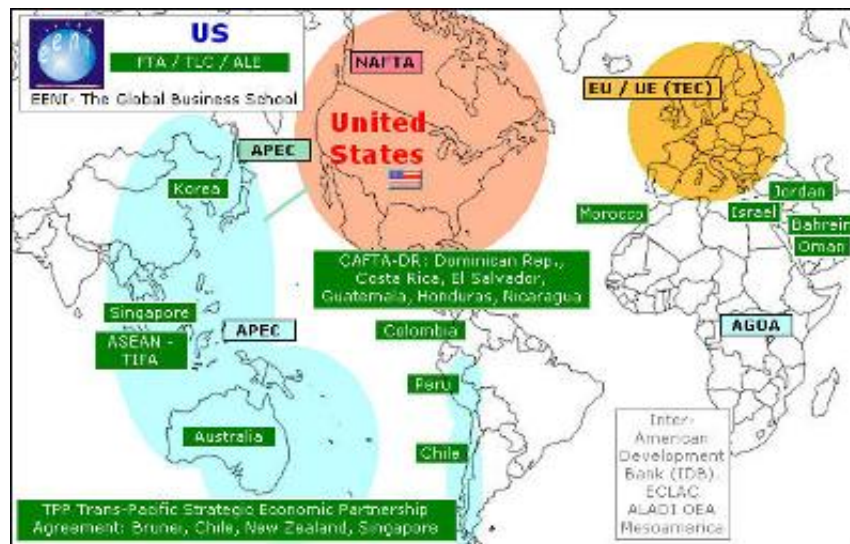 US
FTA / TLC / ALE
EENI- The Global Business School
NAFTA
EU / UE (TEC)
United
States
APEC
Korea
Jordan
Morocco
Israel
Bahrein
Oman
CAFTA-DR: Dominican Rep.,
Costa Rica, El Salvador,
Guatemala, Honduras, Nicaragua
Singapore
ASEAN -
TIFA
APEC
Colombia
AGOA
Peru
Australia
Chile
Inter-
American
Development
Bank (IDB).
ECLAC
ALADI OEA
Mesoamerica
TPP Trans-Pacific Strategic Economic Partnership
Agreement: Brunei, Chile, New Zealand, Singapore